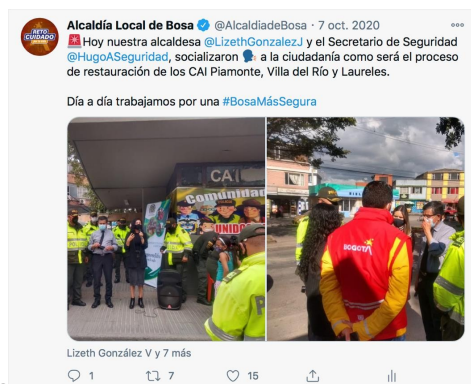 RETO
CUIDADO
Alcaldía Local de Bosa @AlcaldiadeBosa · 7 oct. 2020
Hoy nuestra alcaldesa @LizethGonzalezJ y el Secretario de Seguridad
@HugoASeguridad, socializaron a la ciudadanía como será el proceso
de restauración de los CAI Piamonte, Villa del Río y Laureles.
Día a día trabajamos por una #BosaMásSegura
CAI
Comunidad
UNIDOS
BOGOTÁ
Lizeth González V y 7 más
1 7 15